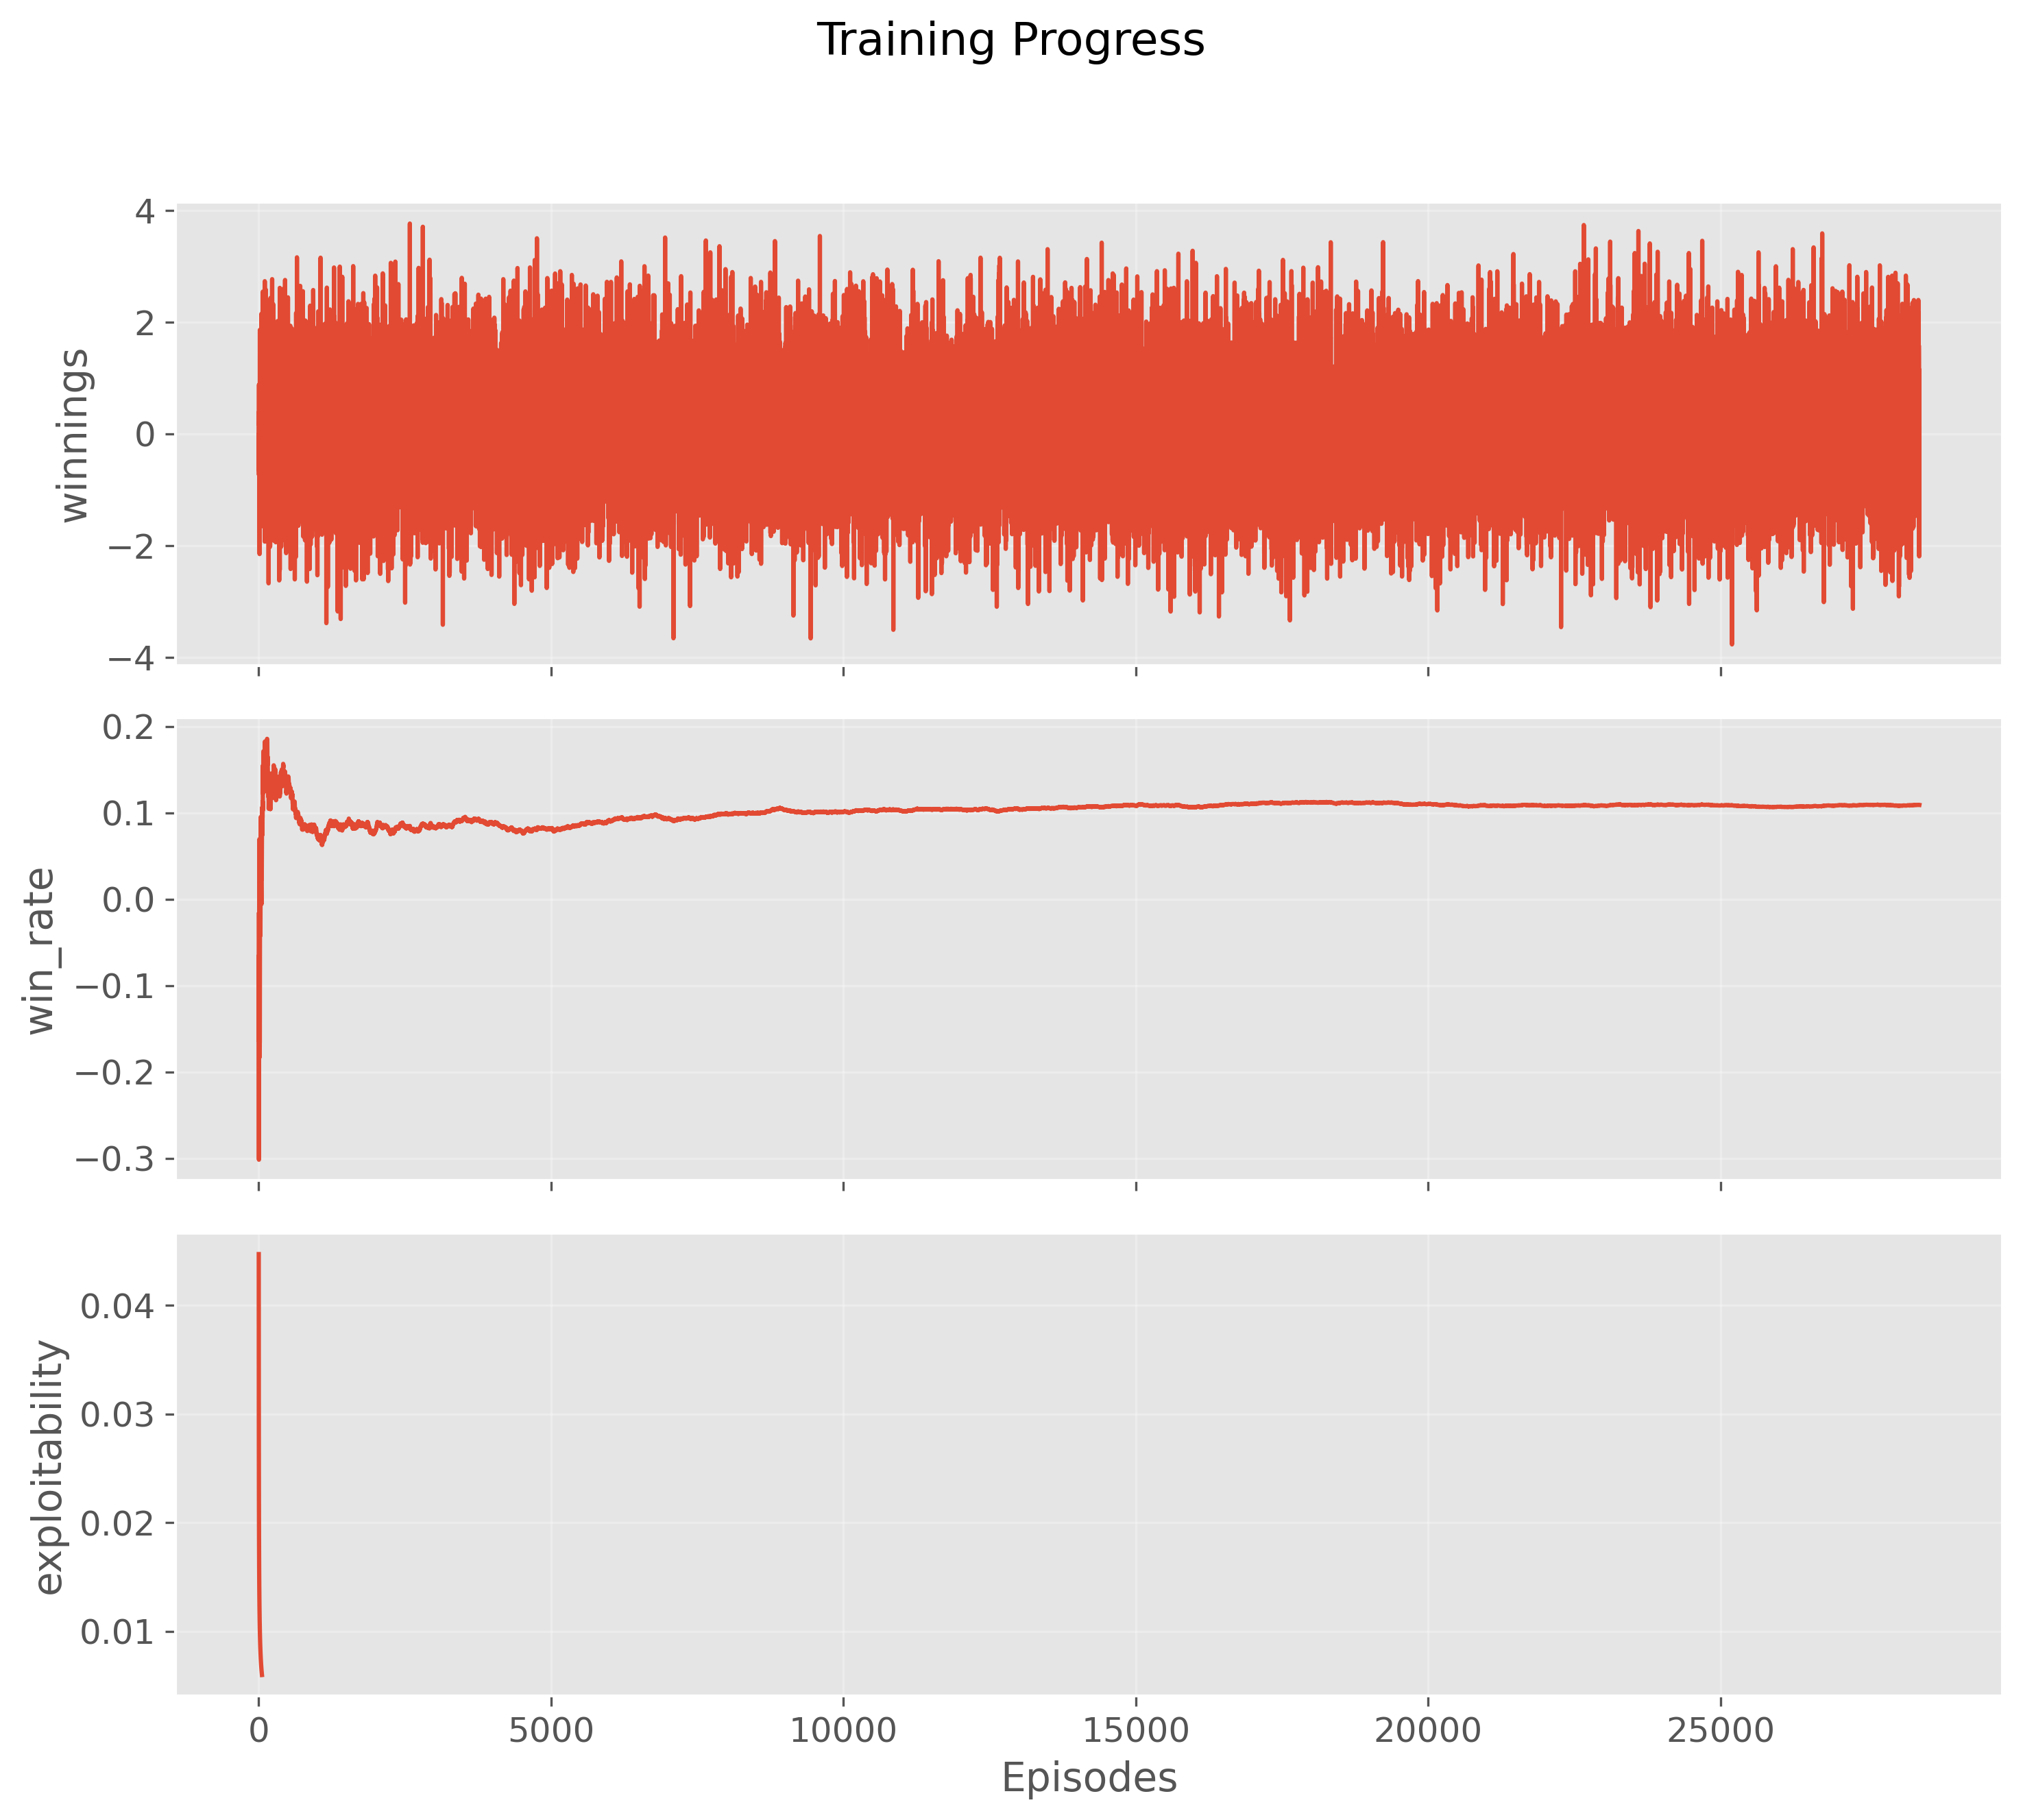 Training Progress
4
2
0
−2
−4
winnings
0.2
0.1
0.0
−0.1
−0.2
−0.3
win_rate
0.04
0.03
0.02
0.01
exploitability
0 5000 10000 15000 20000 25000
Episodes